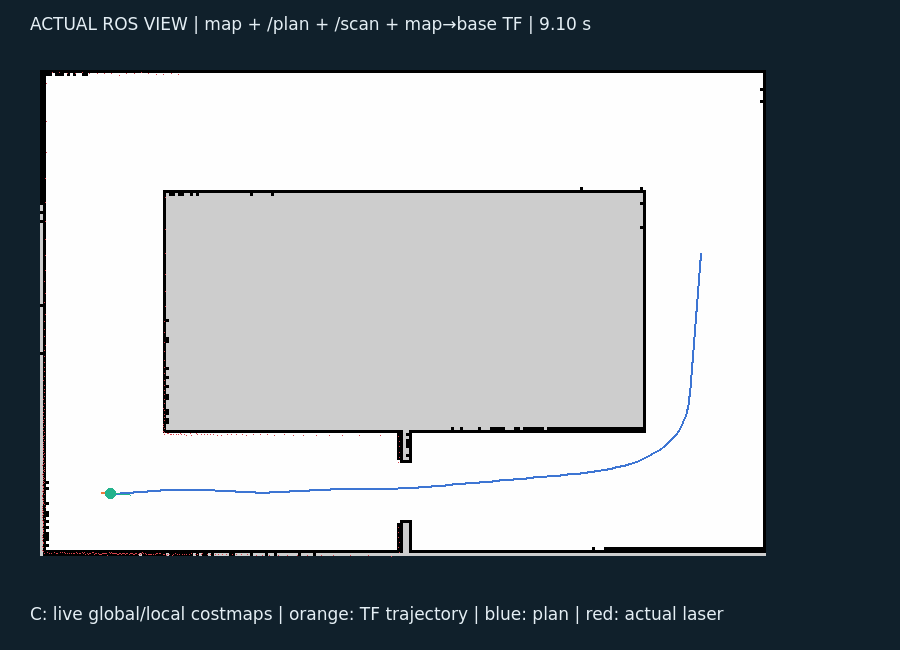 ACTUAL ROS VIEW | map + /plan + /scan + map→base TF | 9.10 s
C: live global/local costmaps | orange: TF trajectory | blue: plan | red: actual laser